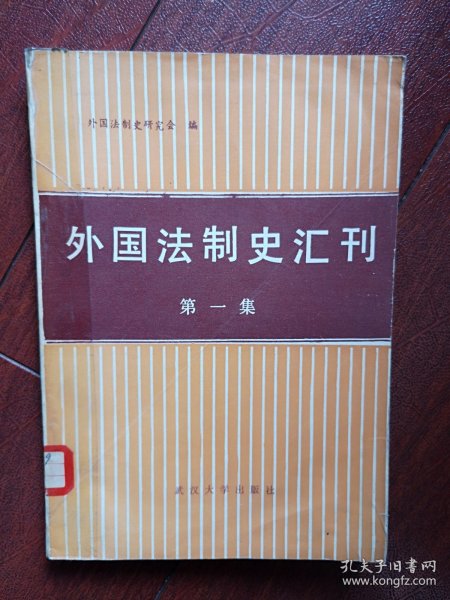 外国法制史研究会 编
外国法制史汇刊
第一集
9
武汉大学出版社
孔夫子旧书网
www.kongfz.com